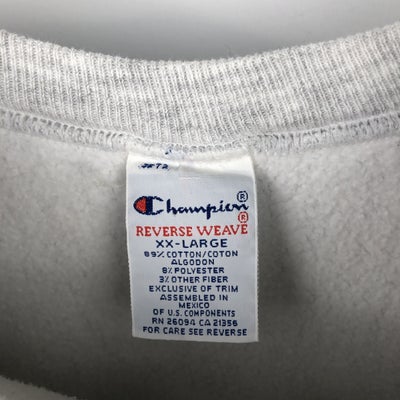 Champion®
REVERSE WEAVE®
XX-LARGE
89% COTTON/COTON
ALGODON
8% POLYESTER
3% OTHER FIBER
EXCLUSIVE OF TRIM
ASSEMBLED IN
MEXICO
OF U.S. COMPONENTS
RN 26094 CA 21356
FOR CARE SEE REVERSE